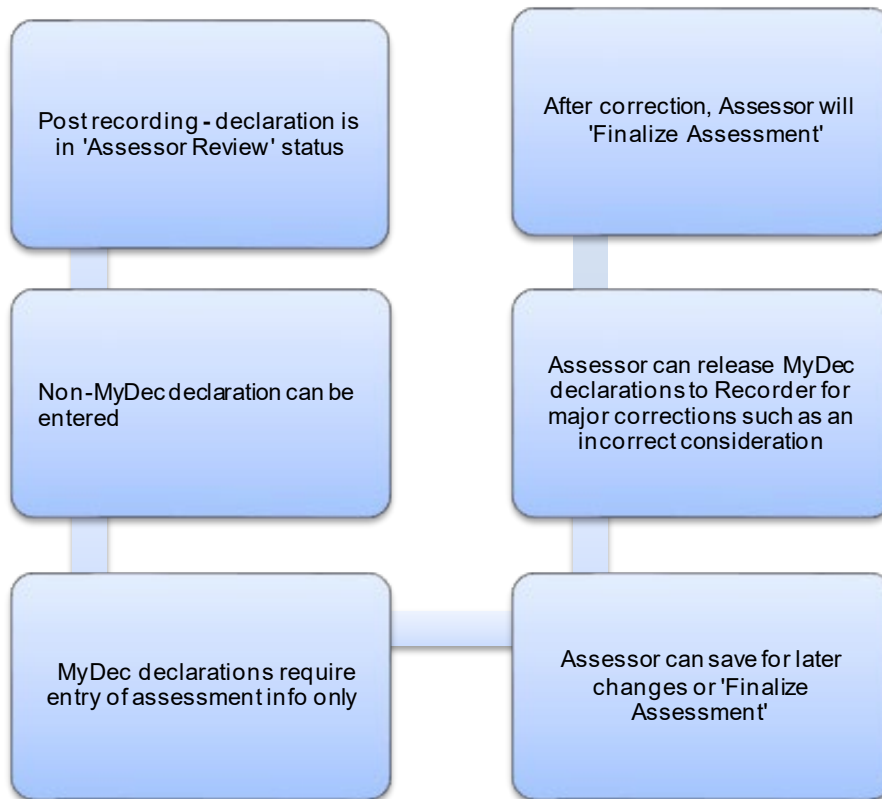 Post recording - declaration is
in 'Assessor Review' status
Non-MyDec declaration can be
entered
MyDec declarations require
entry of assessment info only
Assessor can save for later
changes or 'Finalize
Assessment'
Assessor can release MyDec
declarations to Recorder for
major corrections such as an
incorrect consideration
After correction, Assessor will
'Finalize Assessment'